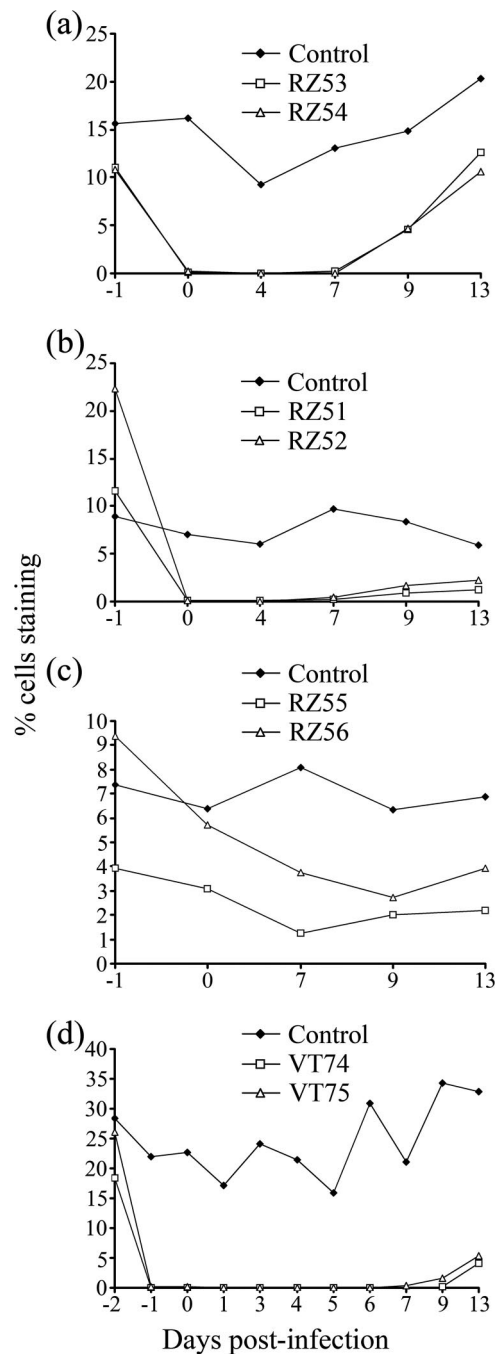 (a)
25
20
15
10
5
0
Control
RZ53
RZ54
-1 0 4 7 9 13
(b)
25
20
15
10
5
0
Control
RZ51
RZ52
-1 0 4 7 9 13
% cells staining
(c)
10
9
8
7
6
5
4
3
2
1
0
Control
RZ55
RZ56
-1 0 7 9 13
(d)
40
35
30
25
20
15
10
5
0
Control
VT74
VT75
-2 -1 0 1 3 4 5 6 7 9 13
Days post-infection